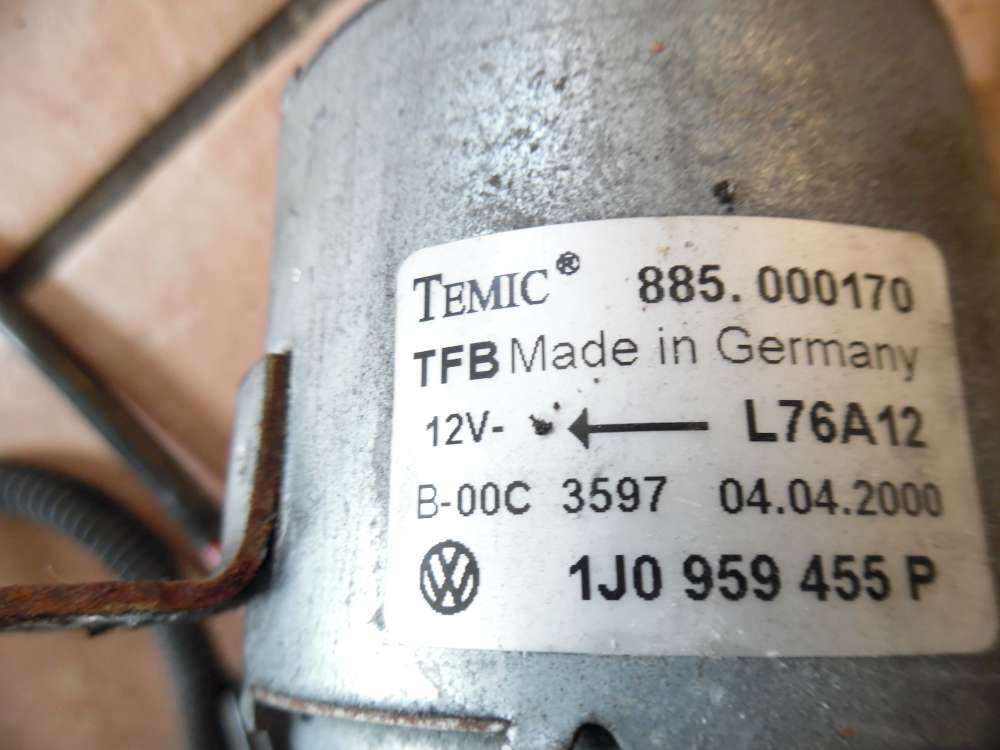 TEMIC® 885.000170
TFB Made in Germany
12V- L76A12
B-00C 3597 04.04.2000
1J0 959 455 P